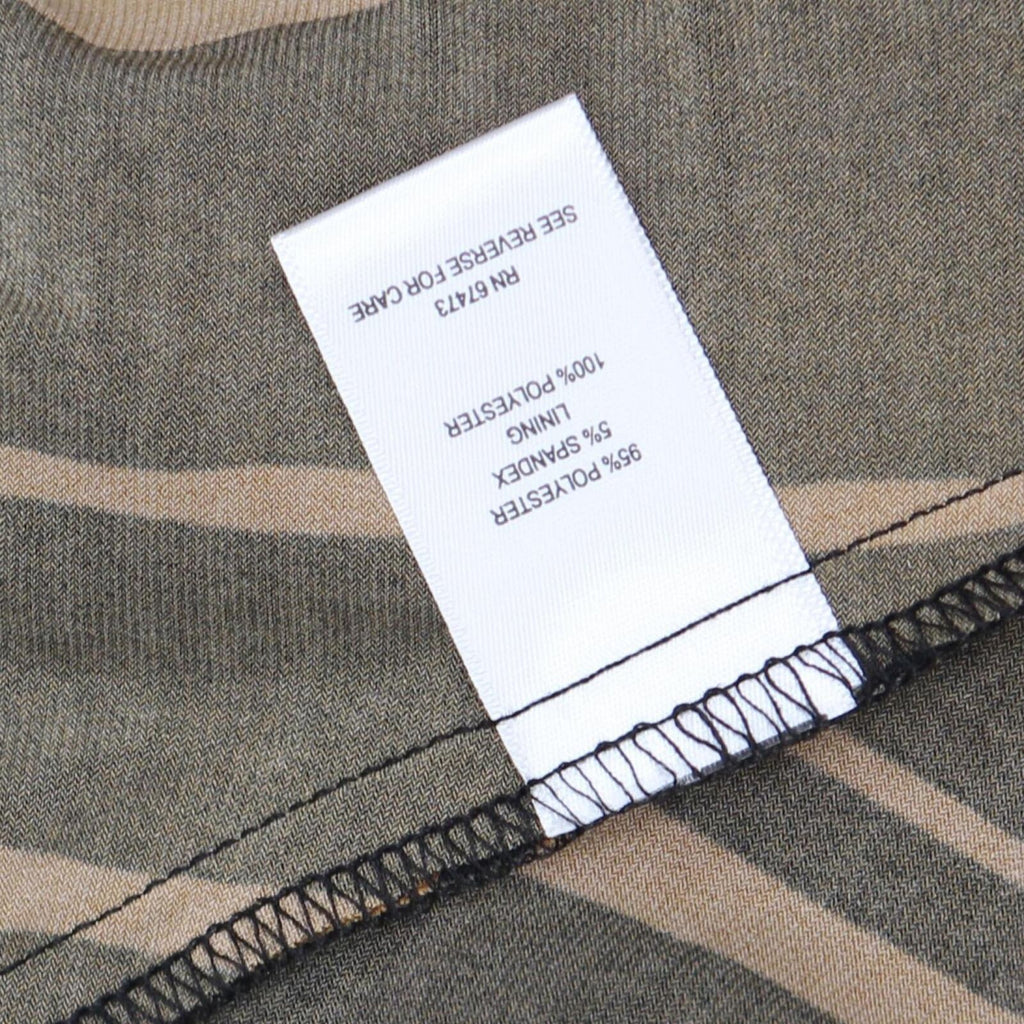 95% POLYESTER
5% SPANDEX
LINING
100% POLYESTER
RN 67473
SEE REVERSE FOR CARE